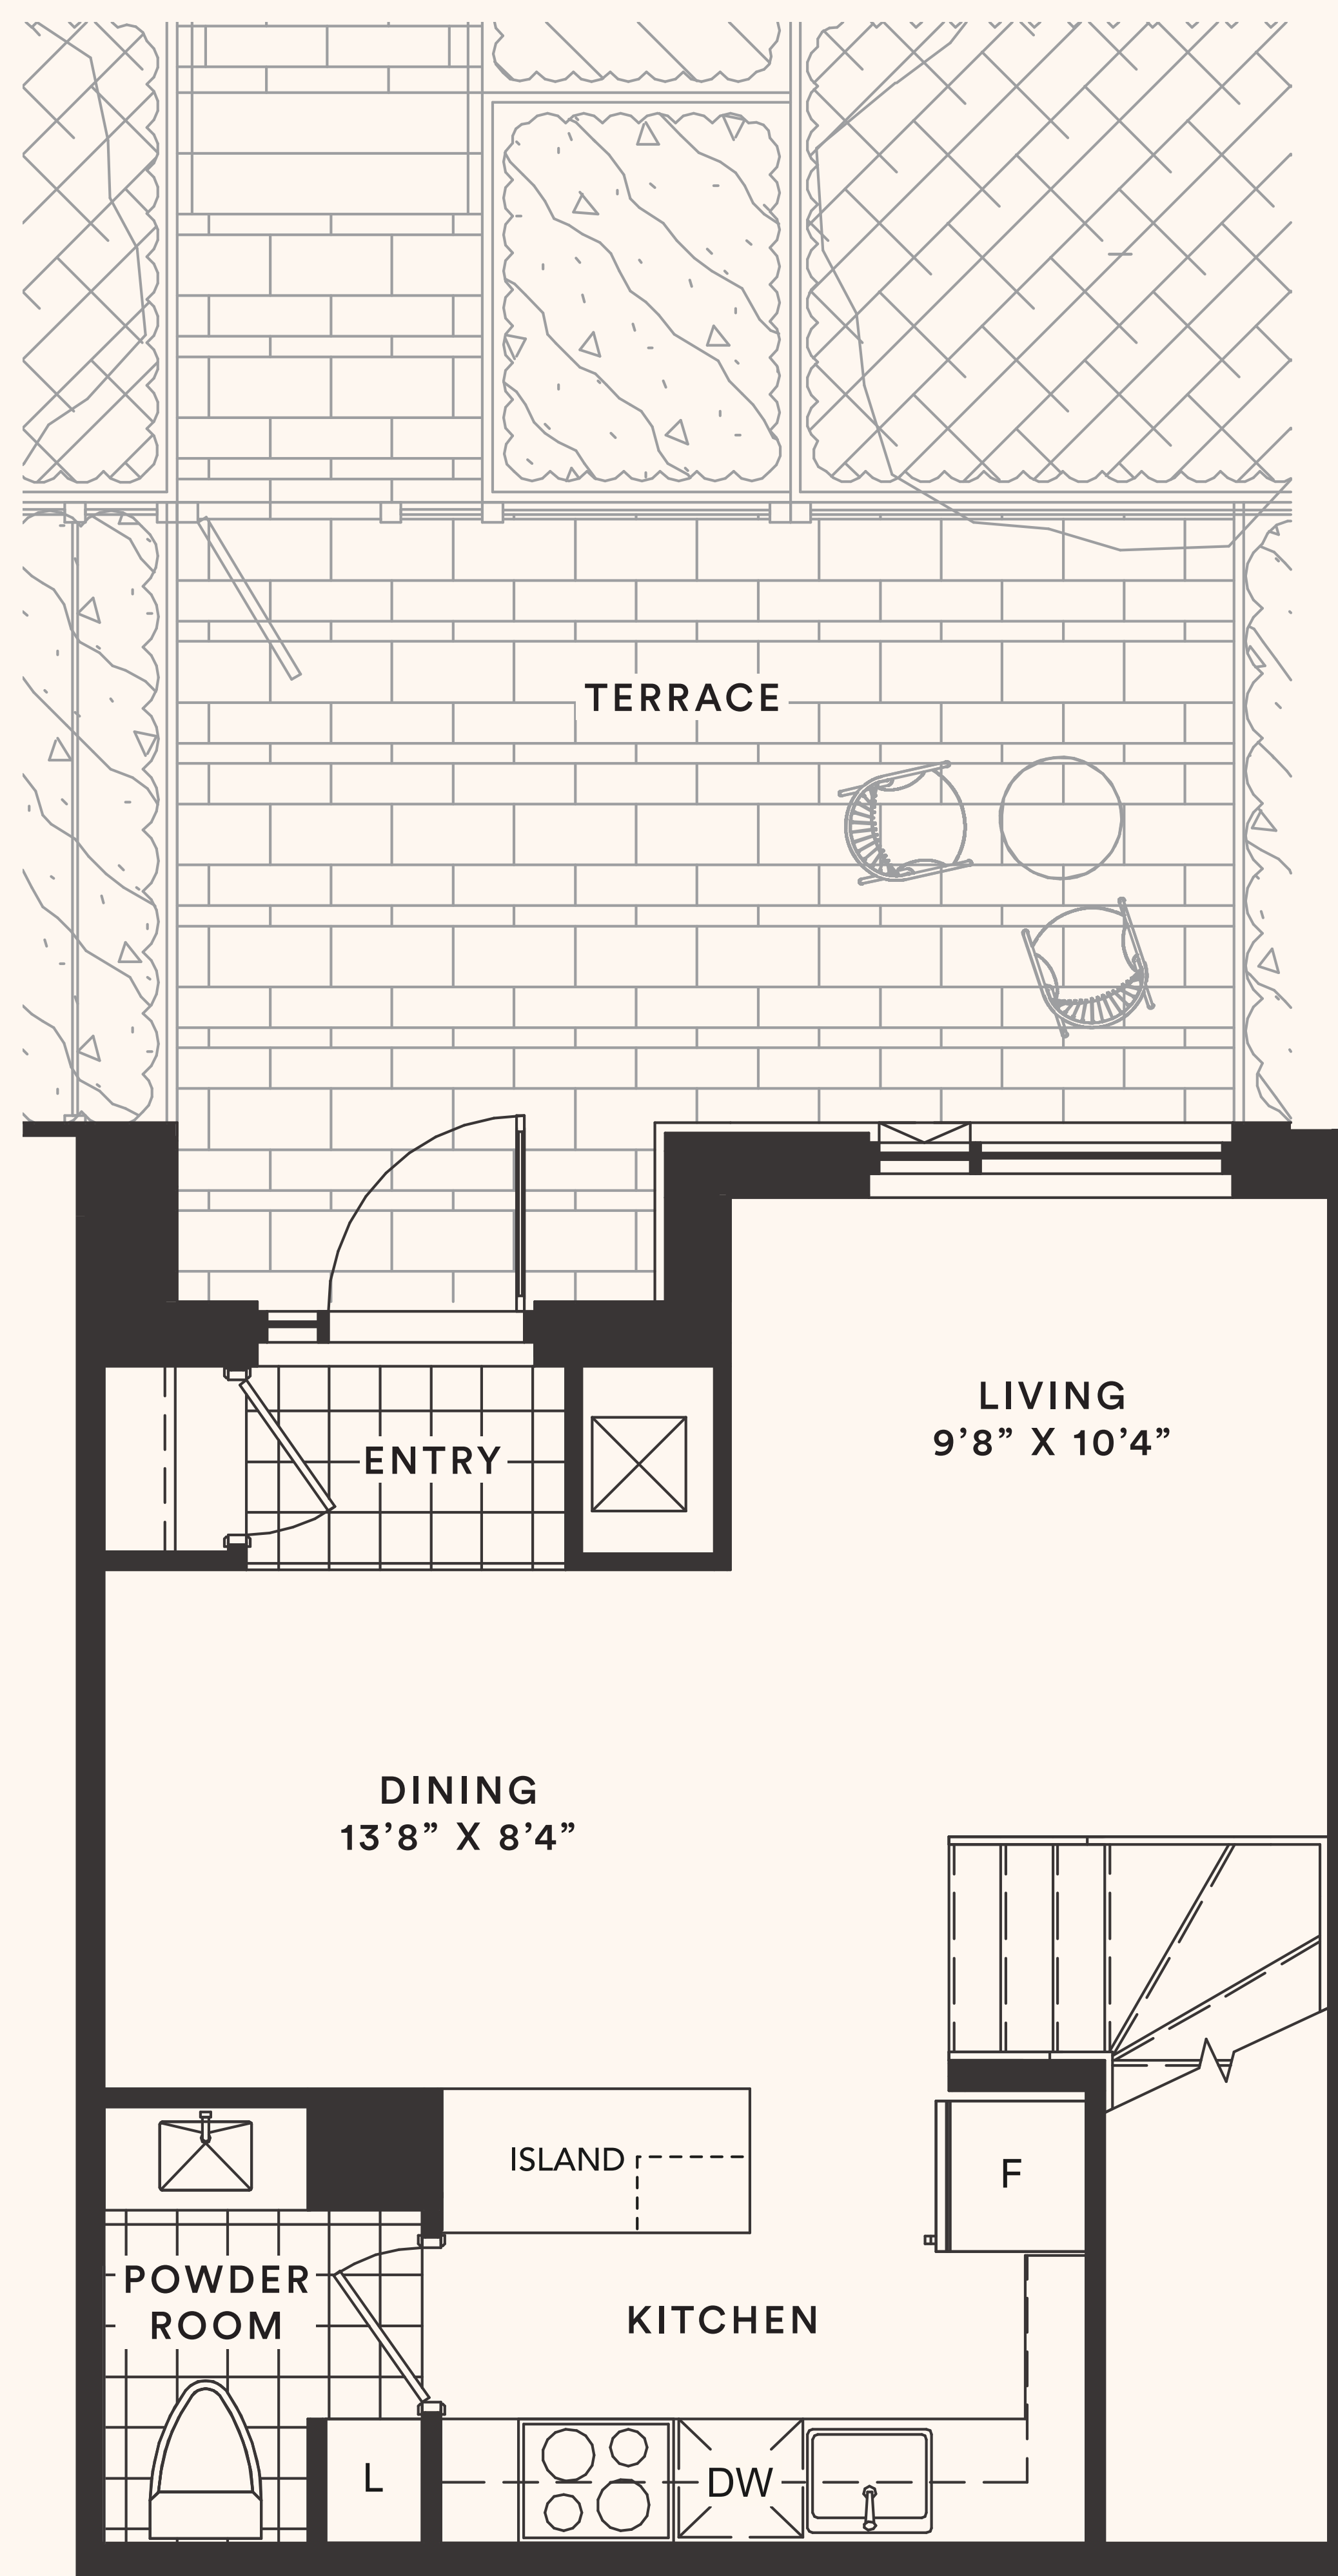 TERRACE
ENTRY
LIVING
9’8” X 10’4”
DINING
13’8” X 8’4”
ISLAND
F
POWDER
ROOM
KITCHEN
L
DW